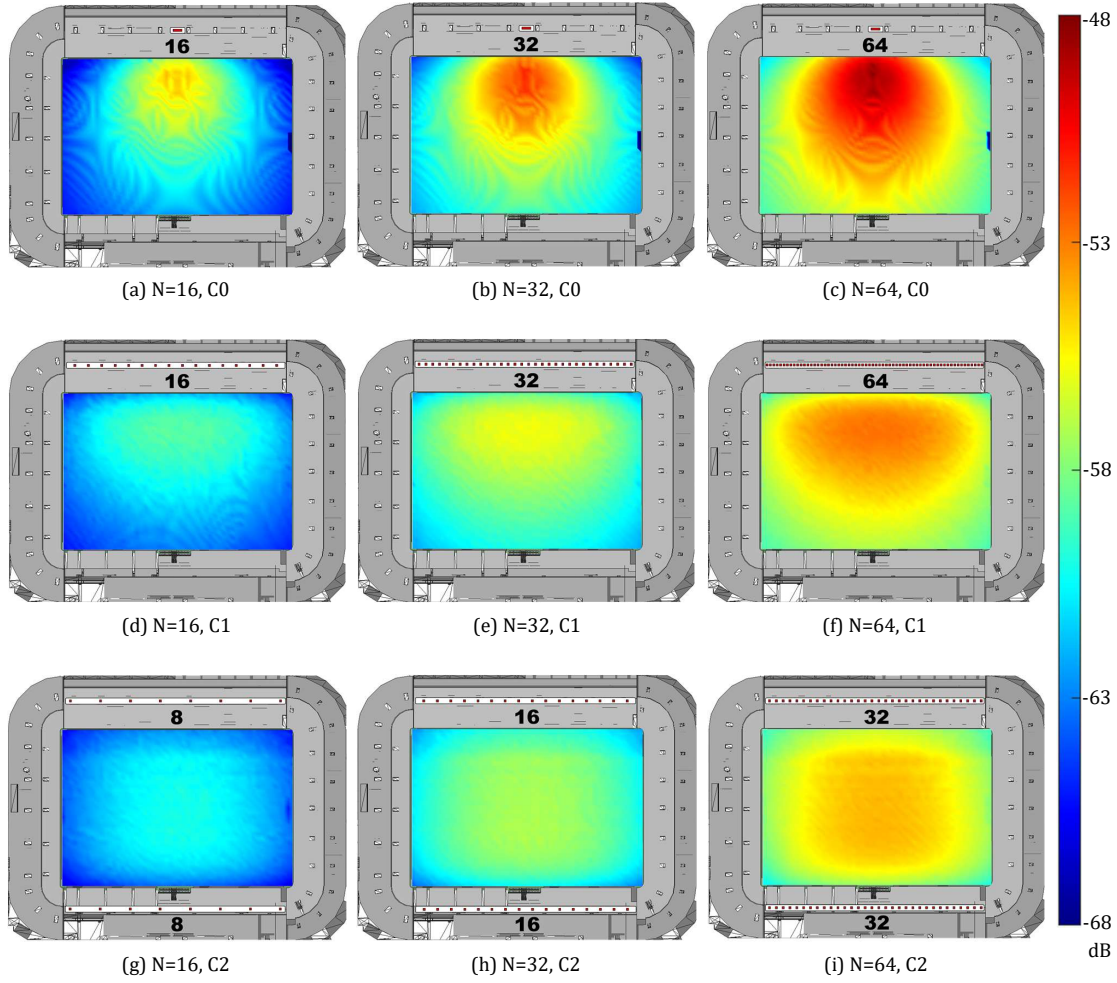 16
32
64
-48
-53
-58
-63
-68
dB
(a) N=16, C0
(b) N=32, C0
(c) N=64, C0
16
32
64
(d) N=16, C1
(e) N=32, C1
(f) N=64, C1
8
16
32
8
16
32
(g) N=16, C2
(h) N=32, C2
(i) N=64, C2